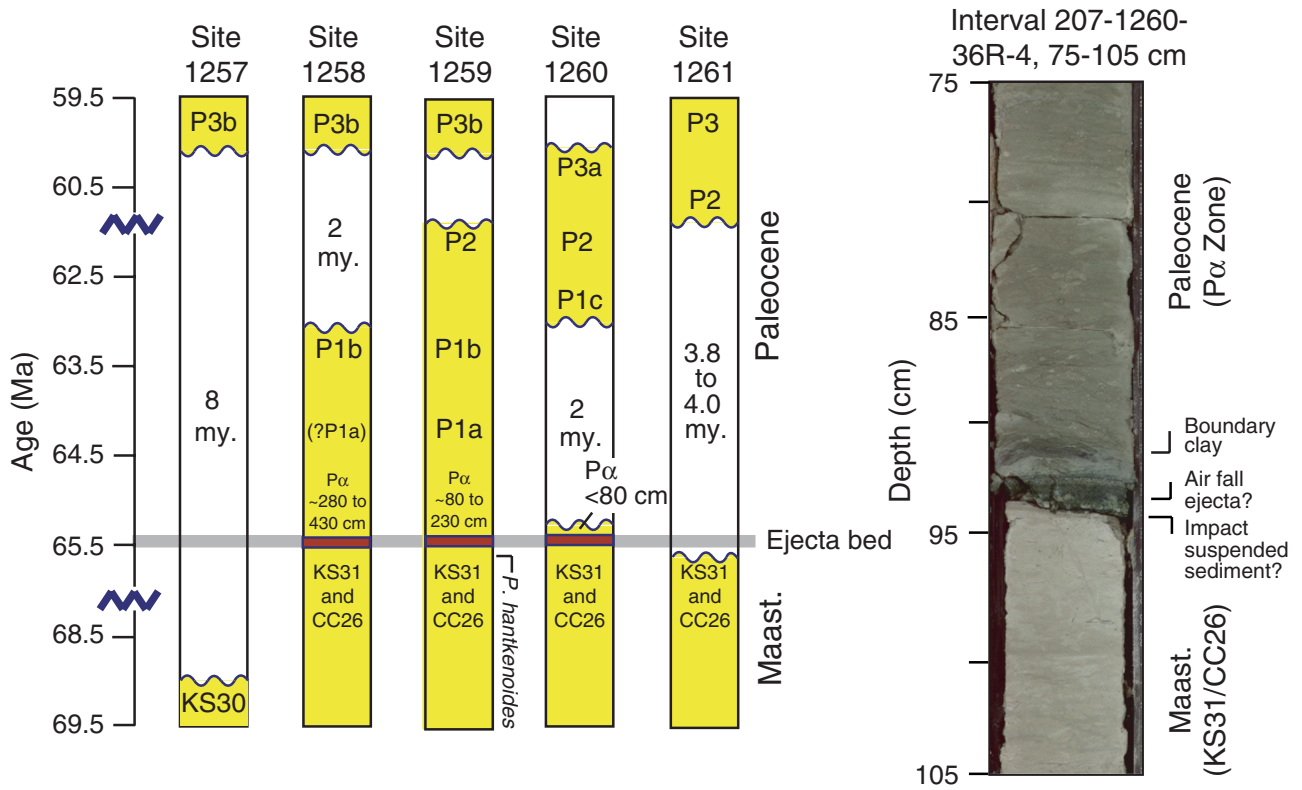 Site
1257
Site
1258
Site
1259
Site
1260
Site
1261
Interval 207-1260-
36R-4, 75-105 cm
Age (Ma)
59.5
60.5
62.5
63.5
64.5
65.5
68.5
69.5
P3b
8
my.
KS30
P3b
2
my.
P1b
(?P1a)
Pα
~280 to
430 cm
KS31
and
CC26
P3b
P2
P1b
P1a
Pα
~80 to
230 cm
KS31
and
CC26
P. hantkenoides
P3a
P2
P1c
2
my.
Pα
<80 cm
KS31
and
CC26
P3
P2
3.8
to
4.0
my.
KS31
and
CC26
Paleocene
Ejecta bed
Maast.
Depth (cm)
75
85
95
105
Paleocene
(Pα Zone)
Boundary
clay
Air fall
ejecta?
Impact
suspended
sediment?
Maast.
(KS31/CC26)